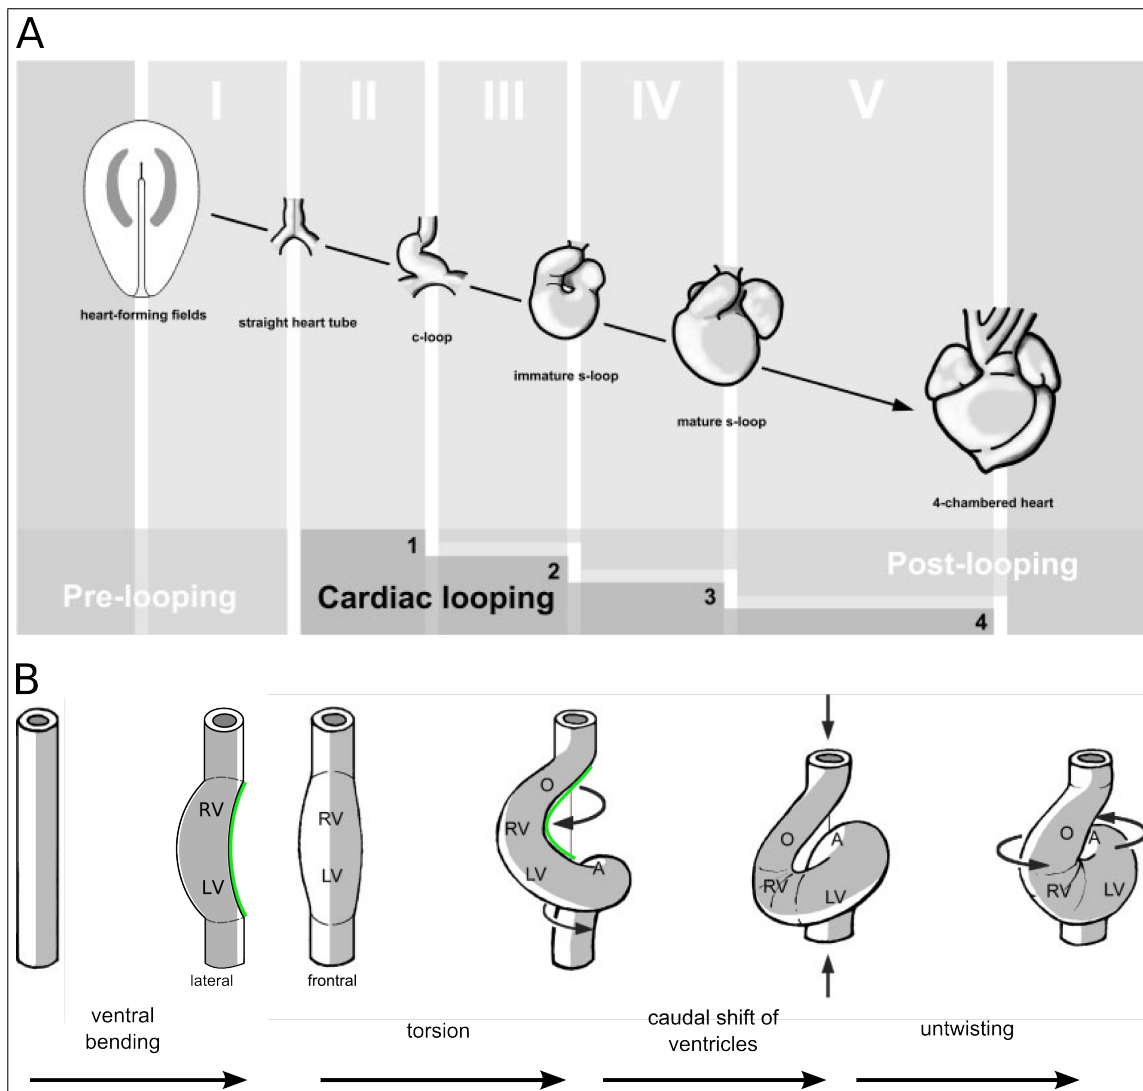 A
I II III IV V
heart-forming fields
straight heart tube
c-loop
immature s-loop
mature s-loop
4-chambered heart
1
2
3
4
Pre-looping
Cardiac looping
Post-looping
B
RV
LV
lateral
RV
LV
frontral
O
RV
LV
A
O
A
RV
LV
O
A
RV
LV
ventral
bending
torsion
caudal shift of
ventricles
untwisting